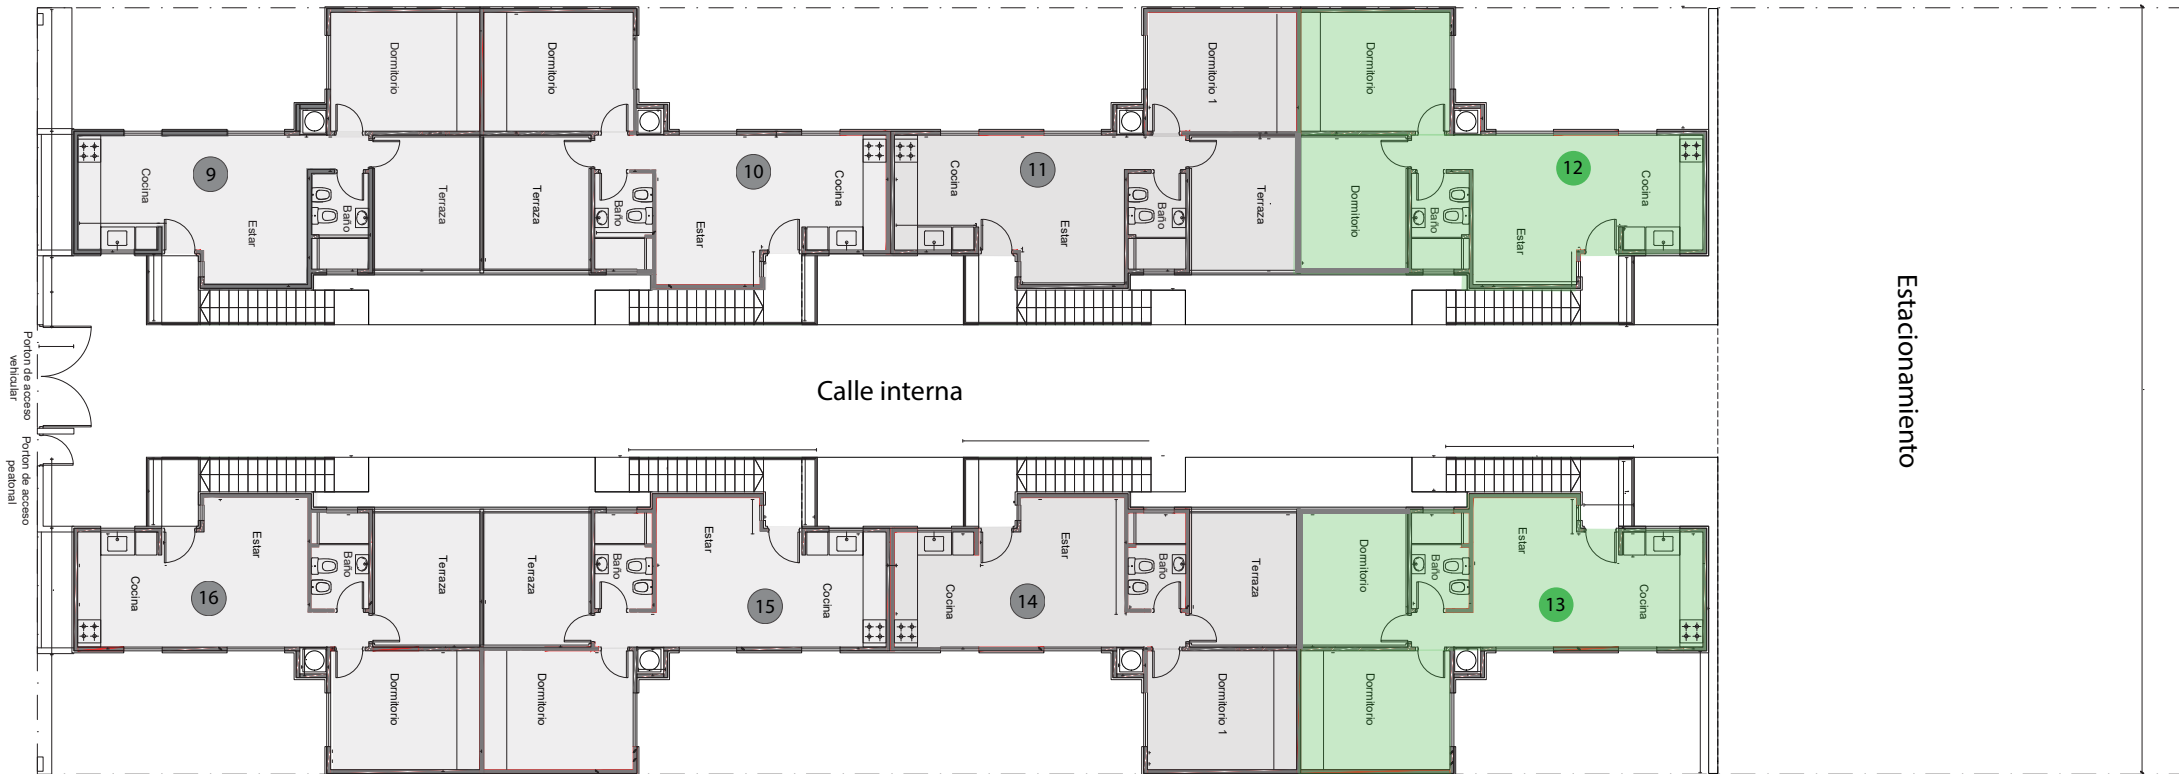 Dormitorio
Dormitorio
Dormitorio 1
Dormitorio
Cocina
9
Estar
Baño
Terraza
Terraza
Baño
Estar
10
Cocina
Cocina
11
Estar
Baño
Terraza
Dormitorio
Baño
Estar
12
Cocina
Porton de acceso
vehicular
Calle interna
Estacionamiento
Porton de acceso
peatonal
Cocina
16
Estar
Baño
Terraza
Terraza
Baño
Estar
15
Cocina
Cocina
14
Estar
Baño
Terraza
Dormitorio
Baño
Estar
13
Cocina
Dormitorio
Dormitorio
Dormitorio 1
Dormitorio